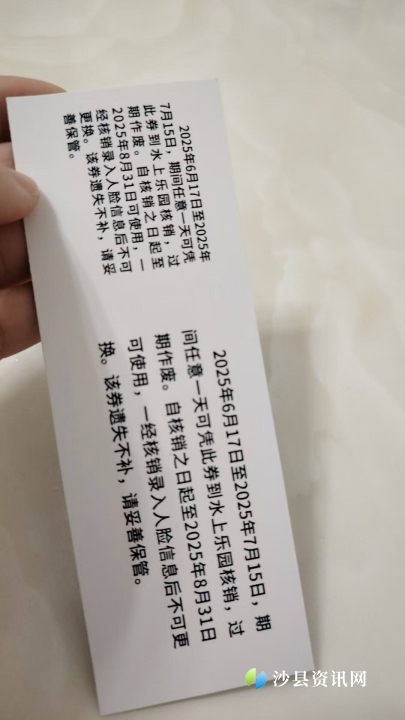 2025年6月17日至2025年
7月15日，期间任意一天可凭
此券到水上乐园核销，过
期作废。自核销之日起至
2025年8月31日可使用，一
经核销录入人脸信息后不可
更换。该券遗失不补，请妥
善保管。
2025年6月17日至2025年7月15日，期
间任意一天可凭此券到水上乐园核销，过
期作废。自核销之日起至2025年8月31日
可使用，一经核销录入人脸信息后不可更
换。该券遗失不补，请妥善保管。
沙县资讯网